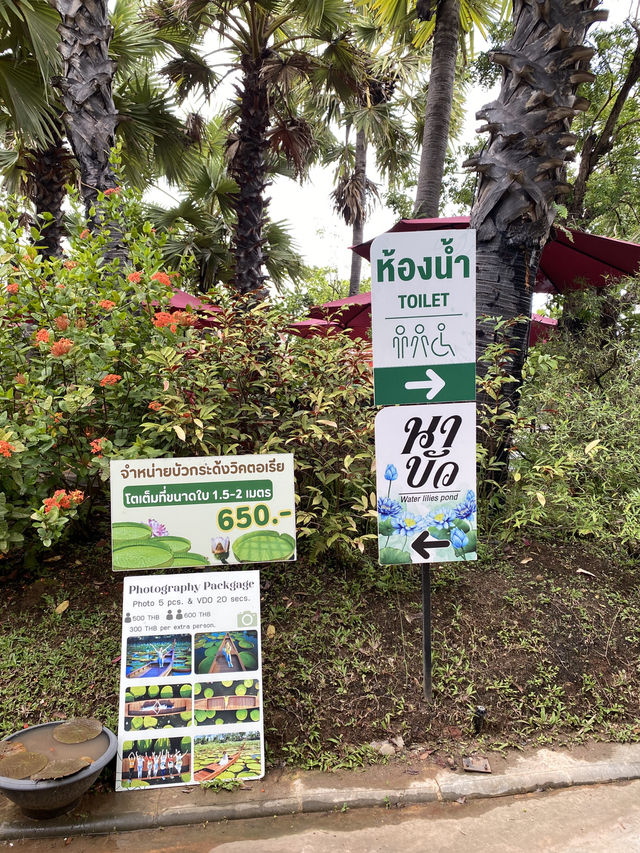 ห้องน้ำ
TOILET
นา
บัว
Water lilies pond
จำหน่ายบัวกระด้งวิคตอเรีย
โตเต็มที่ขนาดใบ 1.5-2 เมตร
650.-
Photography Packgage
Photo 5 pcs. & VDO 20 secs.
500 THB 600 THB
300 THB per extra person.